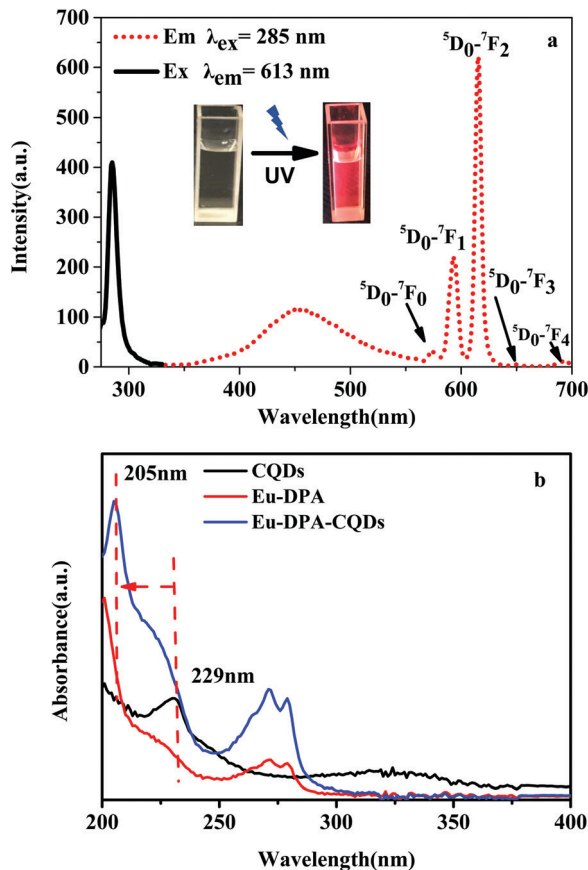 700
600
500
400
300
200
100
0
Intensity(a.u.)
Em λex= 285 nm
Ex λem= 613 nm
a
UV
⁵D₀-⁷F₂
⁵D₀-⁷F₁
⁵D₀-⁷F₀
⁵D₀-⁷F₃
⁵D₀-⁷F₄
300 400 500 600 700
Wavelength(nm)
205nm
CQDs
Eu-DPA
Eu-DPA-CQDs
b
229nm
Absorbance(a.u.)
200 250 300 350 400
Wavelength(nm)